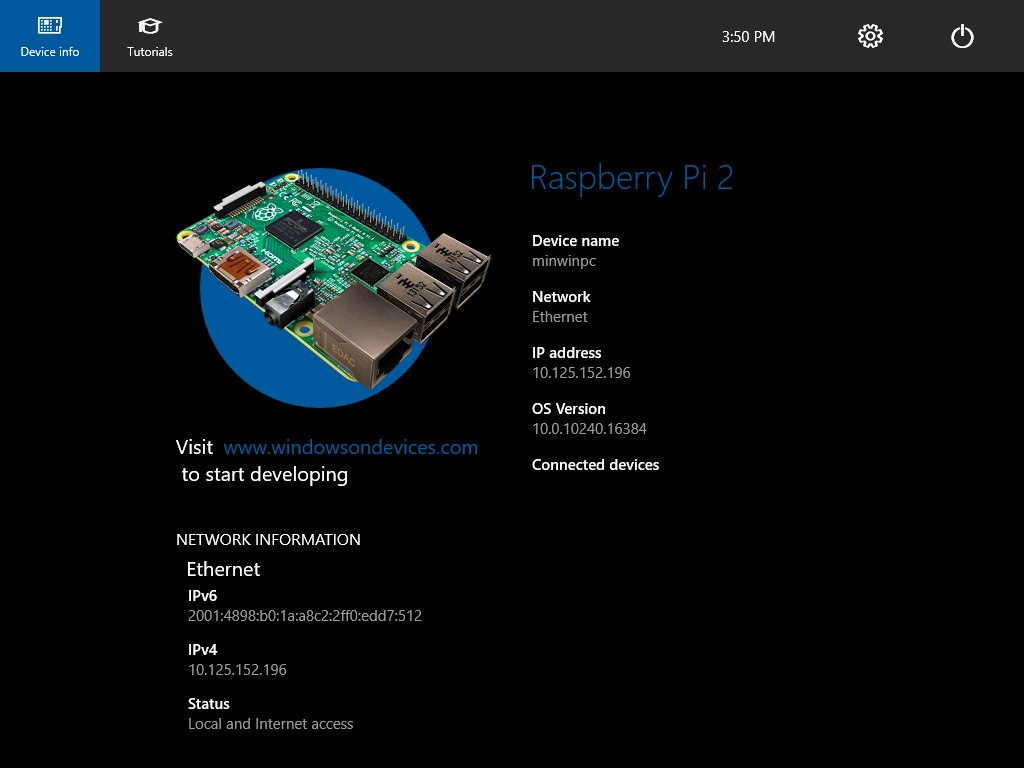 Device info
Tutorials
3:50 PM
Raspberry Pi 2
Device name
minwinpc
Network
Ethernet
IP address
10.125.152.196
OS Version
10.0.10240.16384
Connected devices
HDMI
EDAC
Visit www.windowsondevices.com
to start developing
NETWORK INFORMATION
Ethernet
IPv6
2001:4898:b0:1a:a8c2:2ff0:edd7:512
IPv4
10.125.152.196
Status
Local and Internet access